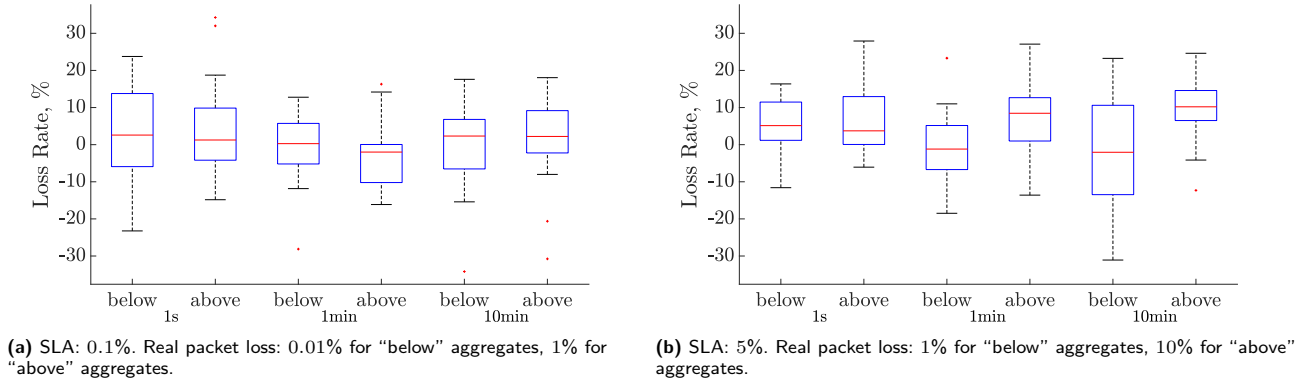 Loss Rate, %
30
20
10
0
-10
-20
-30
below above below above below above
1s 1min 10min
(a) SLA: 0.1%. Real packet loss: 0.01% for “below” aggregates, 1% for
“above” aggregates.
Loss Rate, %
30
20
10
0
-10
-20
-30
below above below above below above
1s 1min 10min
(b) SLA: 5%. Real packet loss: 1% for “below” aggregates, 10% for “above”
aggregates.